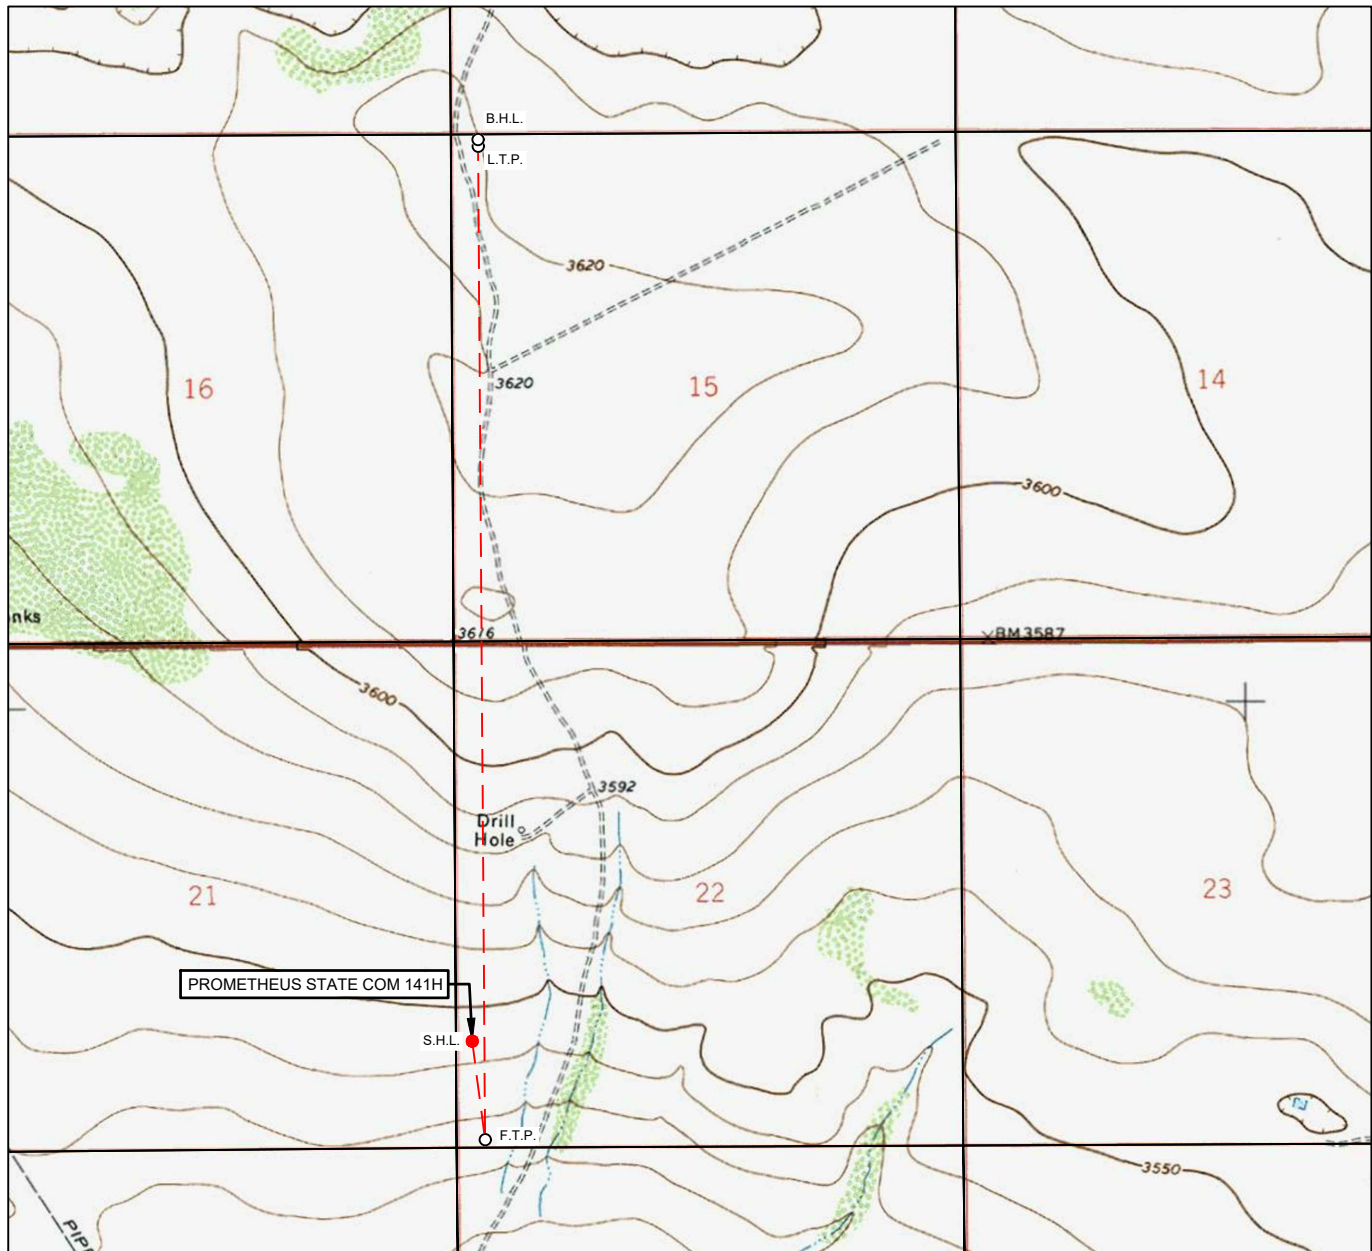 B.H.L.
L.T.P.
3620
3620
16
15
14
3600
nks
3616
BM3587
3600
3592
Drill
Hole
21
22
23
PROMETHEUS STATE COM 141H
S.H.L.
F.T.P.
3550
PIP